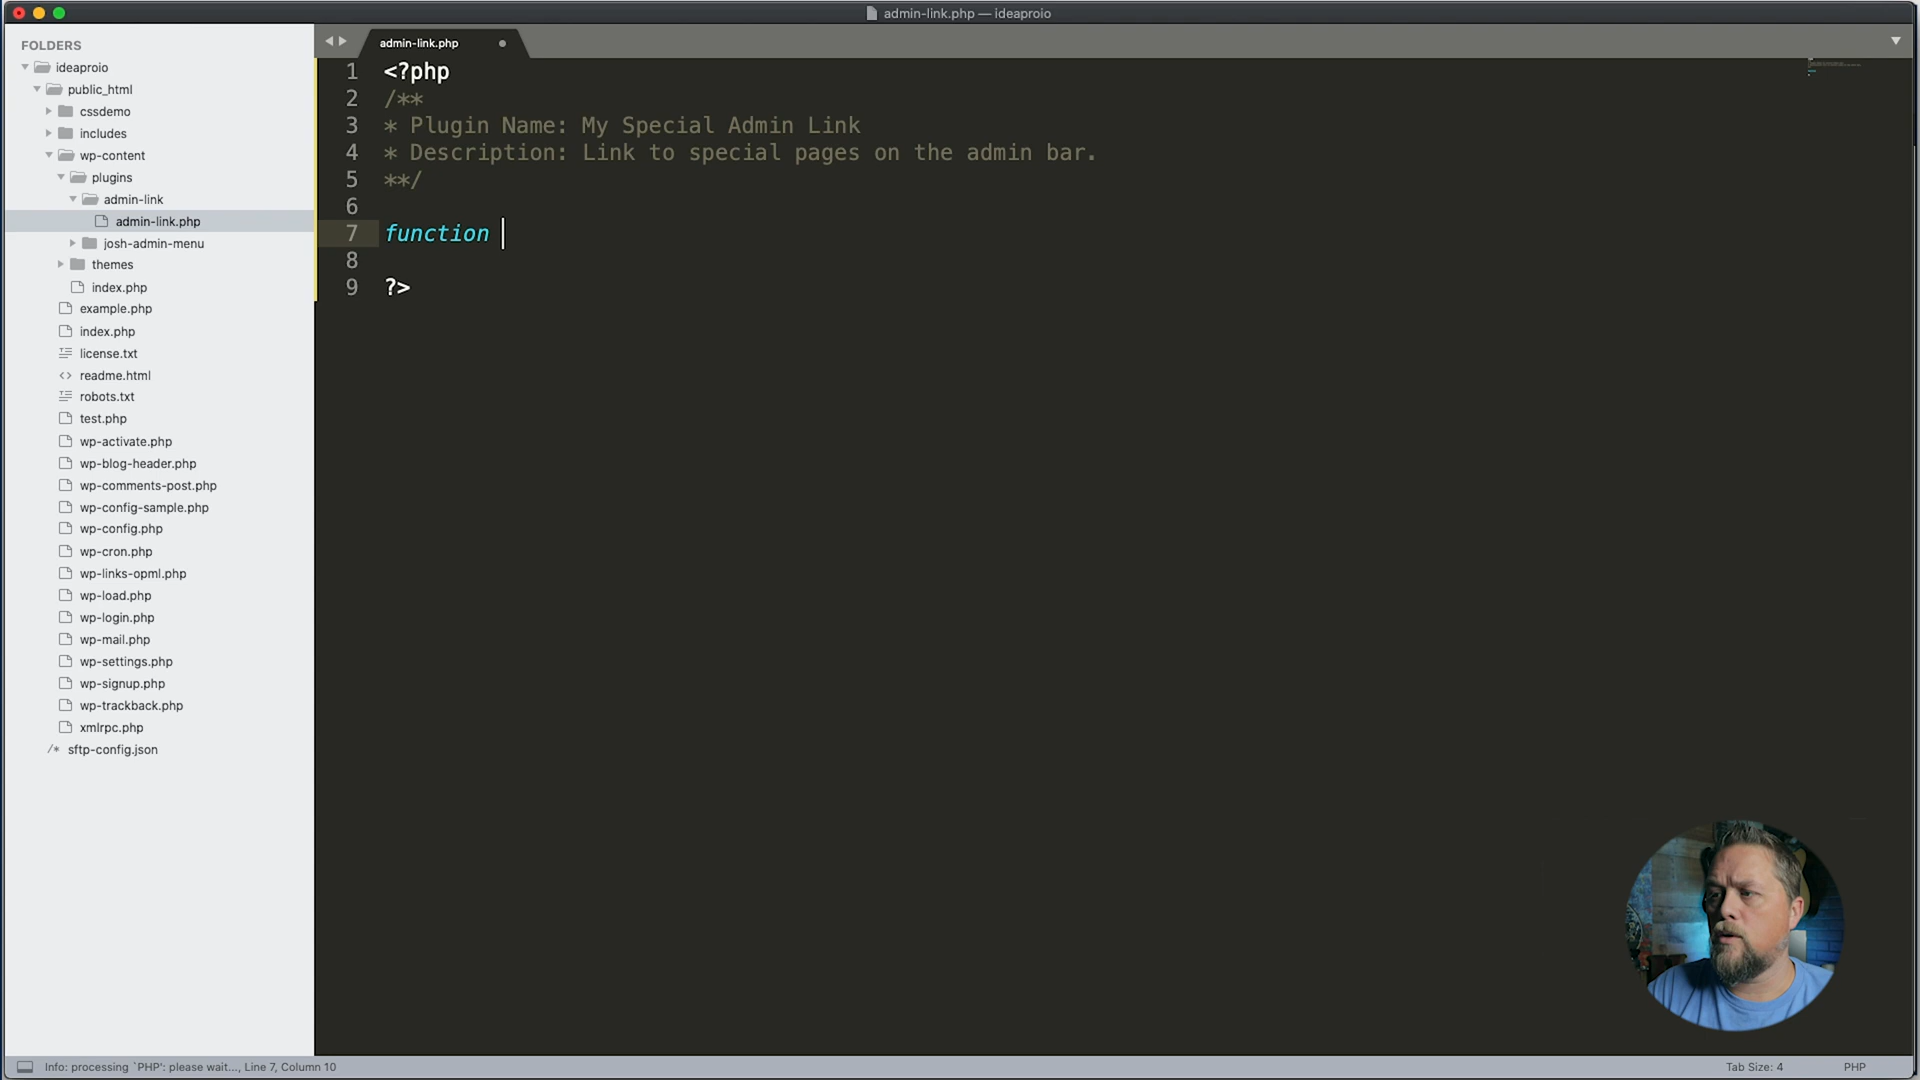 admin-link.php — ideaproio
FOLDERS
ideaproio
public_html
cssdemo
includes
wp-content
plugins
admin-link
admin-link.php
josh-admin-menu
themes
index.php
example.php
index.php
license.txt
<> readme.html
robots.txt
test.php
wp-activate.php
wp-blog-header.php
wp-comments-post.php
wp-config-sample.php
wp-config.php
wp-cron.php
wp-links-opml.php
wp-load.php
wp-login.php
wp-mail.php
wp-settings.php
wp-signup.php
wp-trackback.php
xmlrpc.php
/* sftp-config.json
admin-link.php
1 <?php
2 /**
3 * Plugin Name: My Special Admin Link
4 * Description: Link to special pages on the admin bar.
5 **/
6
7 function
8
9 ?>
Info: processing `PHP': please wait..., Line 7, Column 10
Tab Size: 4
PHP